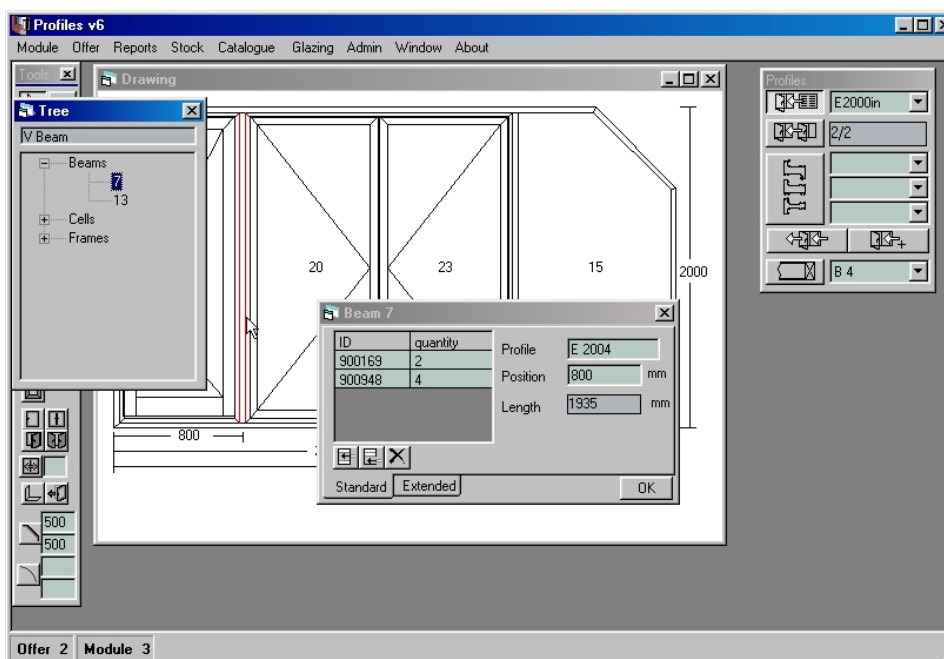 Profiles v6
Module Offer Reports Stock Catalogue Glazing Admin Window About
Tools
Drawing
Profiles
Tree
V Beam
Beams
7
13
Cells
Frames
E2000in
2/2
B 4
20
23
15
2000
800
Beam 7
ID quantity
900169 2
900948 4
Profile E 2004
Position 800 mm
Length 1935 mm
Standard Extended
OK
500
500
Offer 2 Module 3